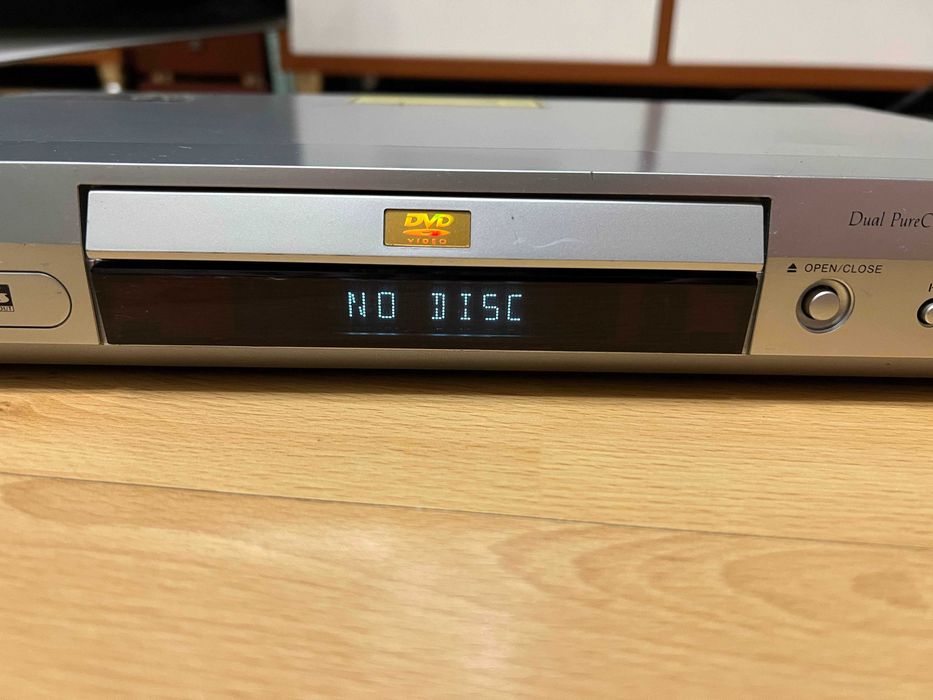 DVD
VIDEO
Dual PureC
OPEN/CLOSE
NO DISC